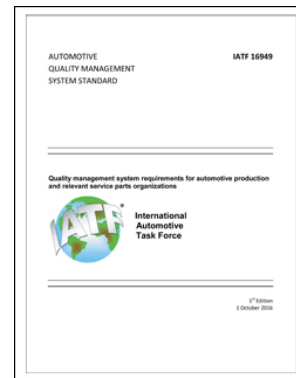 AUTOMOTIVE
IATF 16949
QUALITY MANAGEMENT
SYSTEM STANDARD
Quality management system requirements for automotive production
and relevant service parts organizations
IATF
®
International
Automotive
Task Force
1st Edition
1 October 2016